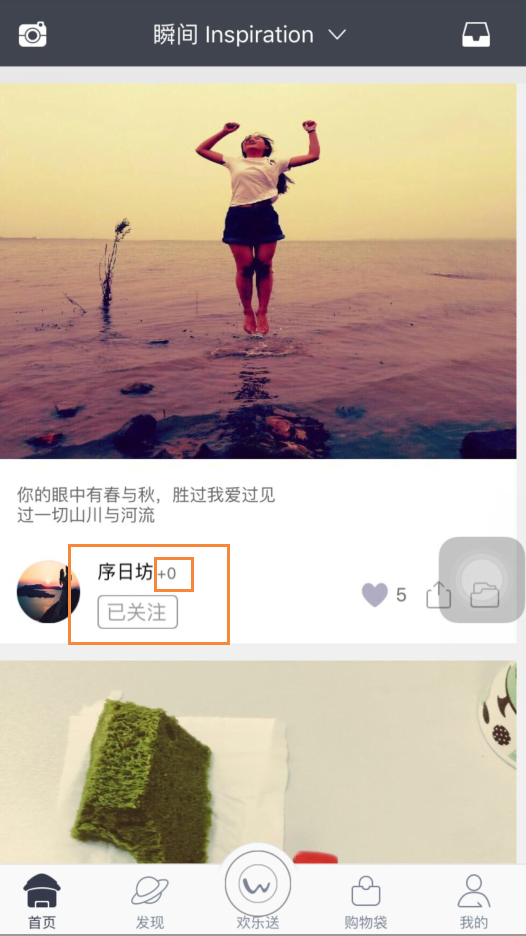 瞬间 Inspiration
你的眼中有春与秋，胜过我爱过见
过一切山川与河流
序日坊+0
已关注
5
首页 发现 欢乐送 购物袋 我的